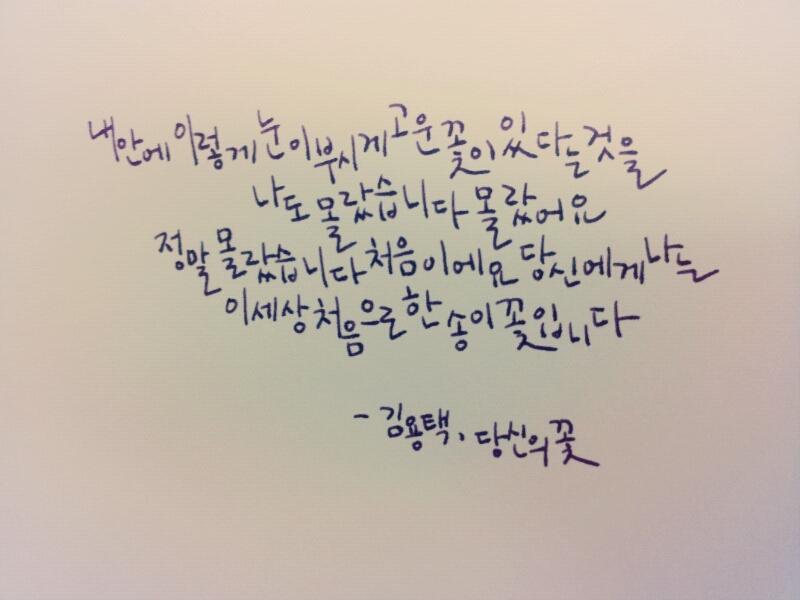 내안에 이렇게 눈이 부시게 고운 꽃이 있다는것을
나도 몰랐습니다 몰랐어요
정말 몰랐습니다 처음이에요 당신에게 나는
이세상 처음으로 한 송이 꽃입니다
- 김용택, 당신의 꽃